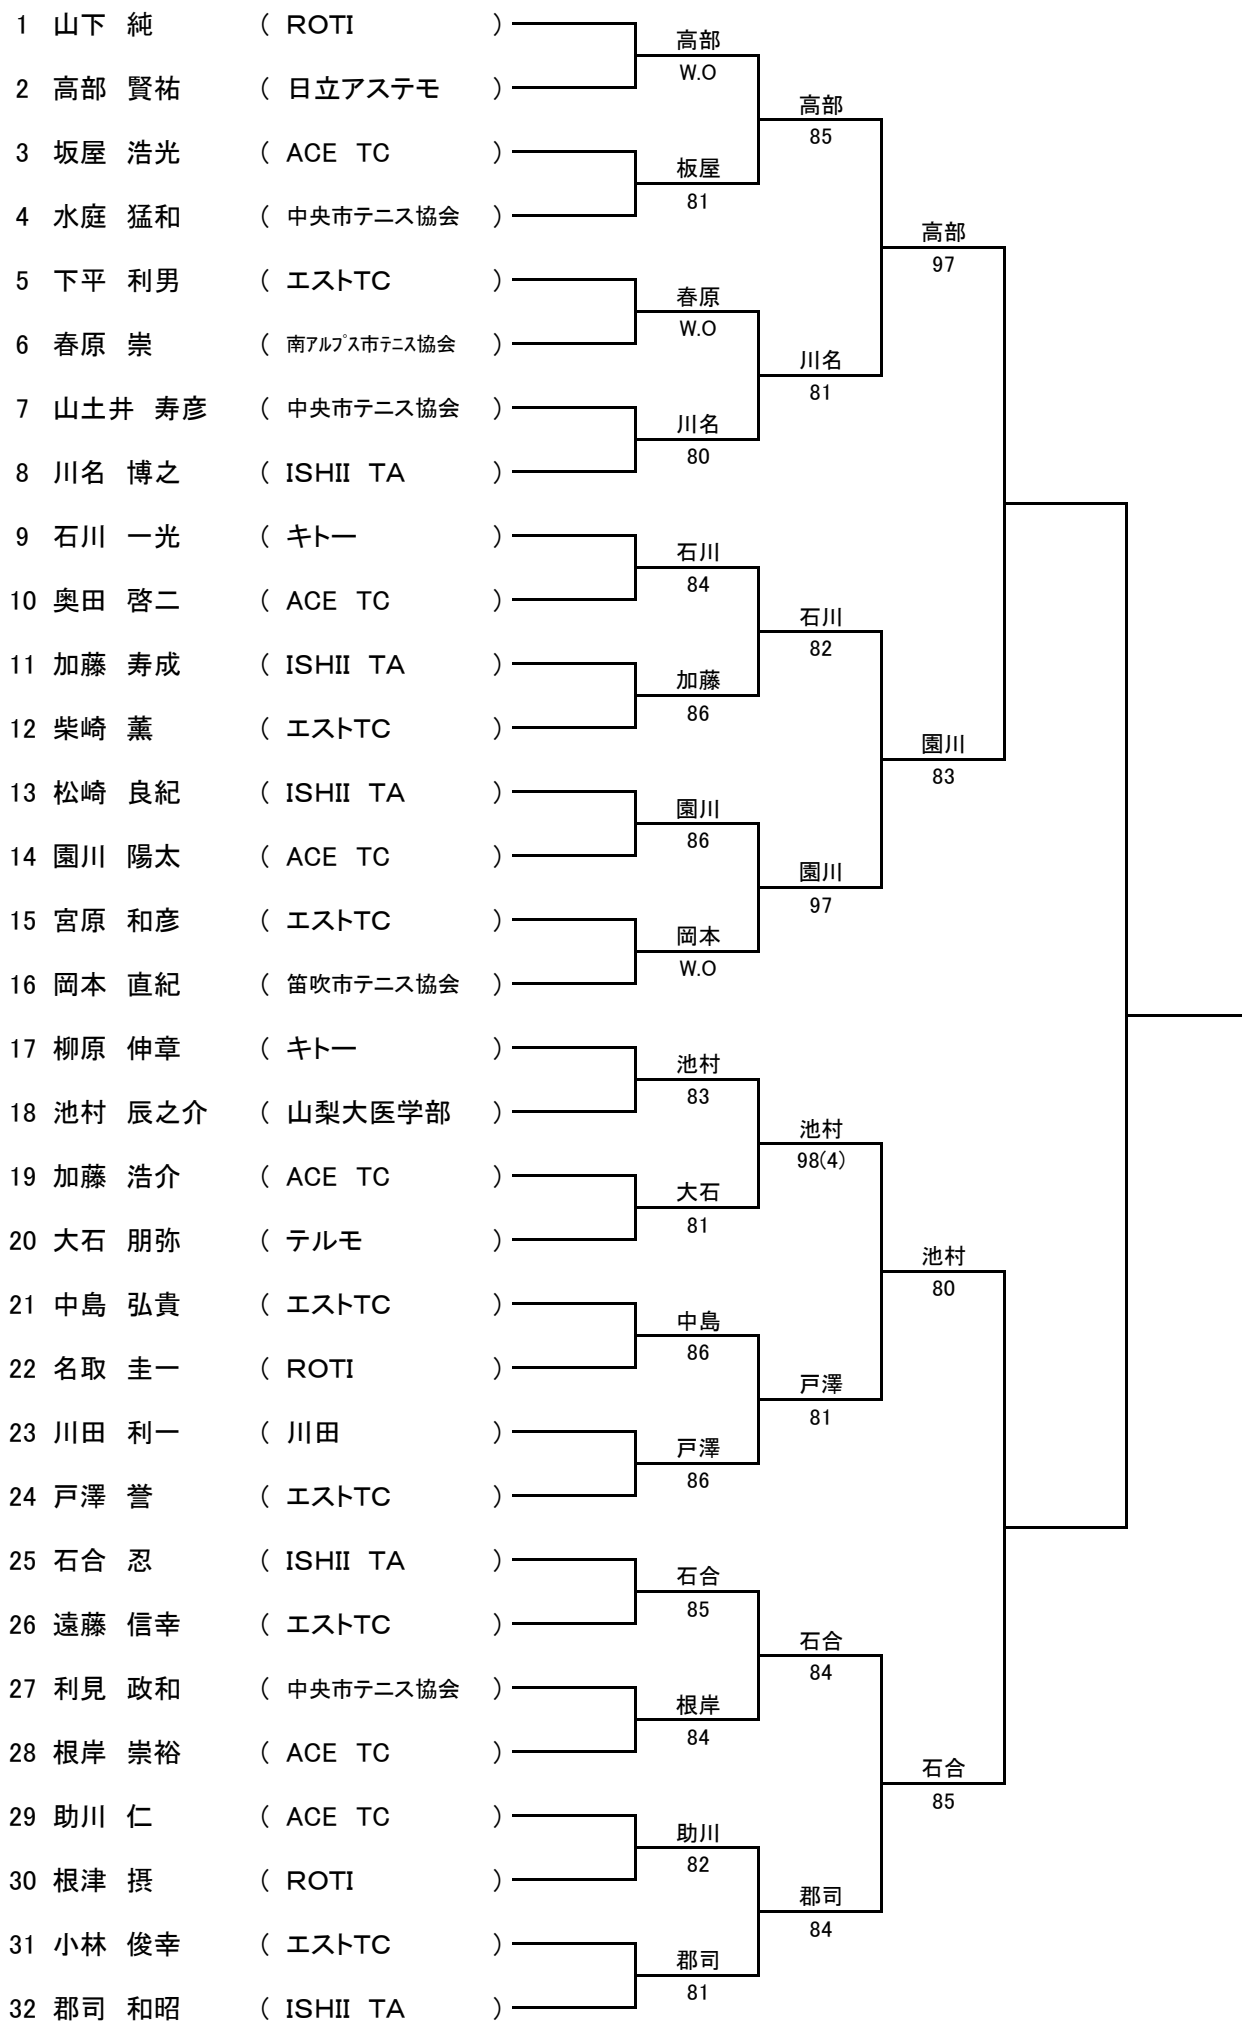 1 山下 純 ( ROTI )
高部
W.O
2 高部 賢祐 ( 日立アステモ )
高部
85
3 坂屋 浩光 ( ACE TC )
板屋
81
4 水庭 猛和 ( 中央市テニス協会 )
高部
97
5 下平 利男 ( エストTC )
春原
W.O
6 春原 崇 ( 南アルプス市テニス協会 )
川名
81
7 山土井 寿彦 ( 中央市テニス協会 )
川名
80
8 川名 博之 ( ISHII TA )
9 石川 一光 ( キトー )
石川
84
10 奥田 啓二 ( ACE TC )
石川
82
11 加藤 寿成 ( ISHII TA )
加藤
86
12 柴崎 薫 ( エストTC )
園川
83
13 松崎 良紀 ( ISHII TA )
園川
86
14 園川 陽太 ( ACE TC )
園川
97
15 宮原 和彦 ( エストTC )
岡本
W.O
16 岡本 直紀 ( 笛吹市テニス協会 )
17 柳原 伸章 ( キトー )
池村
83
18 池村 辰之介 ( 山梨大医学部 )
池村
98(4)
19 加藤 浩介 ( ACE TC )
大石
81
20 大石 朋弥 ( テルモ )
池村
80
21 中島 弘貴 ( エストTC )
中島
86
22 名取 圭一 ( ROTI )
戸澤
81
23 川田 利一 ( 川田 )
戸澤
86
24 戸澤 誉 ( エストTC )
25 石合 忍 ( ISHII TA )
石合
85
26 遠藤 信幸 ( エストTC )
石合
84
27 利見 政和 ( 中央市テニス協会 )
根岸
84
28 根岸 崇裕 ( ACE TC )
石合
85
29 助川 仁 ( ACE TC )
助川
82
30 根津 摂 ( ROTI )
郡司
84
31 小林 俊幸 ( エストTC )
郡司
81
32 郡司 和昭 ( ISHII TA )